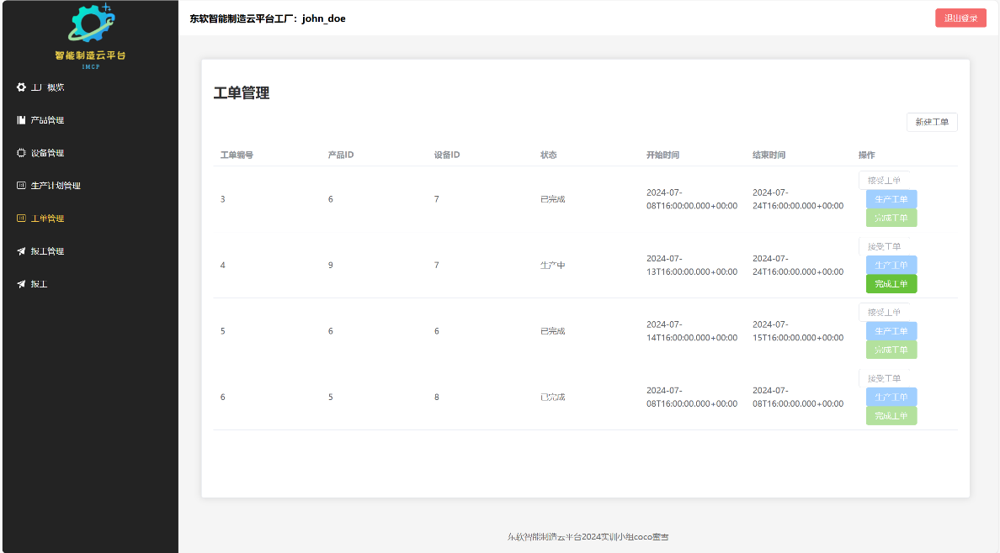 智能制造云平台
IMCP
工厂概览
产品管理
设备管理
生产计划管理
工单管理
报工管理
报工
东软智能制造云平台工厂：john_doe
退出登录
工单管理
新建工单
工单编号 产品ID 设备ID 状态 开始时间 结束时间 操作
3 6 7 已完成 2024-07-08T16:00:00.000+00:00 2024-07-24T16:00:00.000+00:00
接受工单
生产工单
完成工单
4 9 7 生产中 2024-07-13T16:00:00.000+00:00 2024-07-24T16:00:00.000+00:00
接受工单
生产工单
完成工单
5 6 6 已完成 2024-07-14T16:00:00.000+00:00 2024-07-15T16:00:00.000+00:00
接受工单
生产工单
完成工单
6 5 8 已完成 2024-07-08T16:00:00.000+00:00 2024-07-08T16:00:00.000+00:00
接受工单
生产工单
完成工单
东软智能制造云平台2024实训小组coco蜜雪